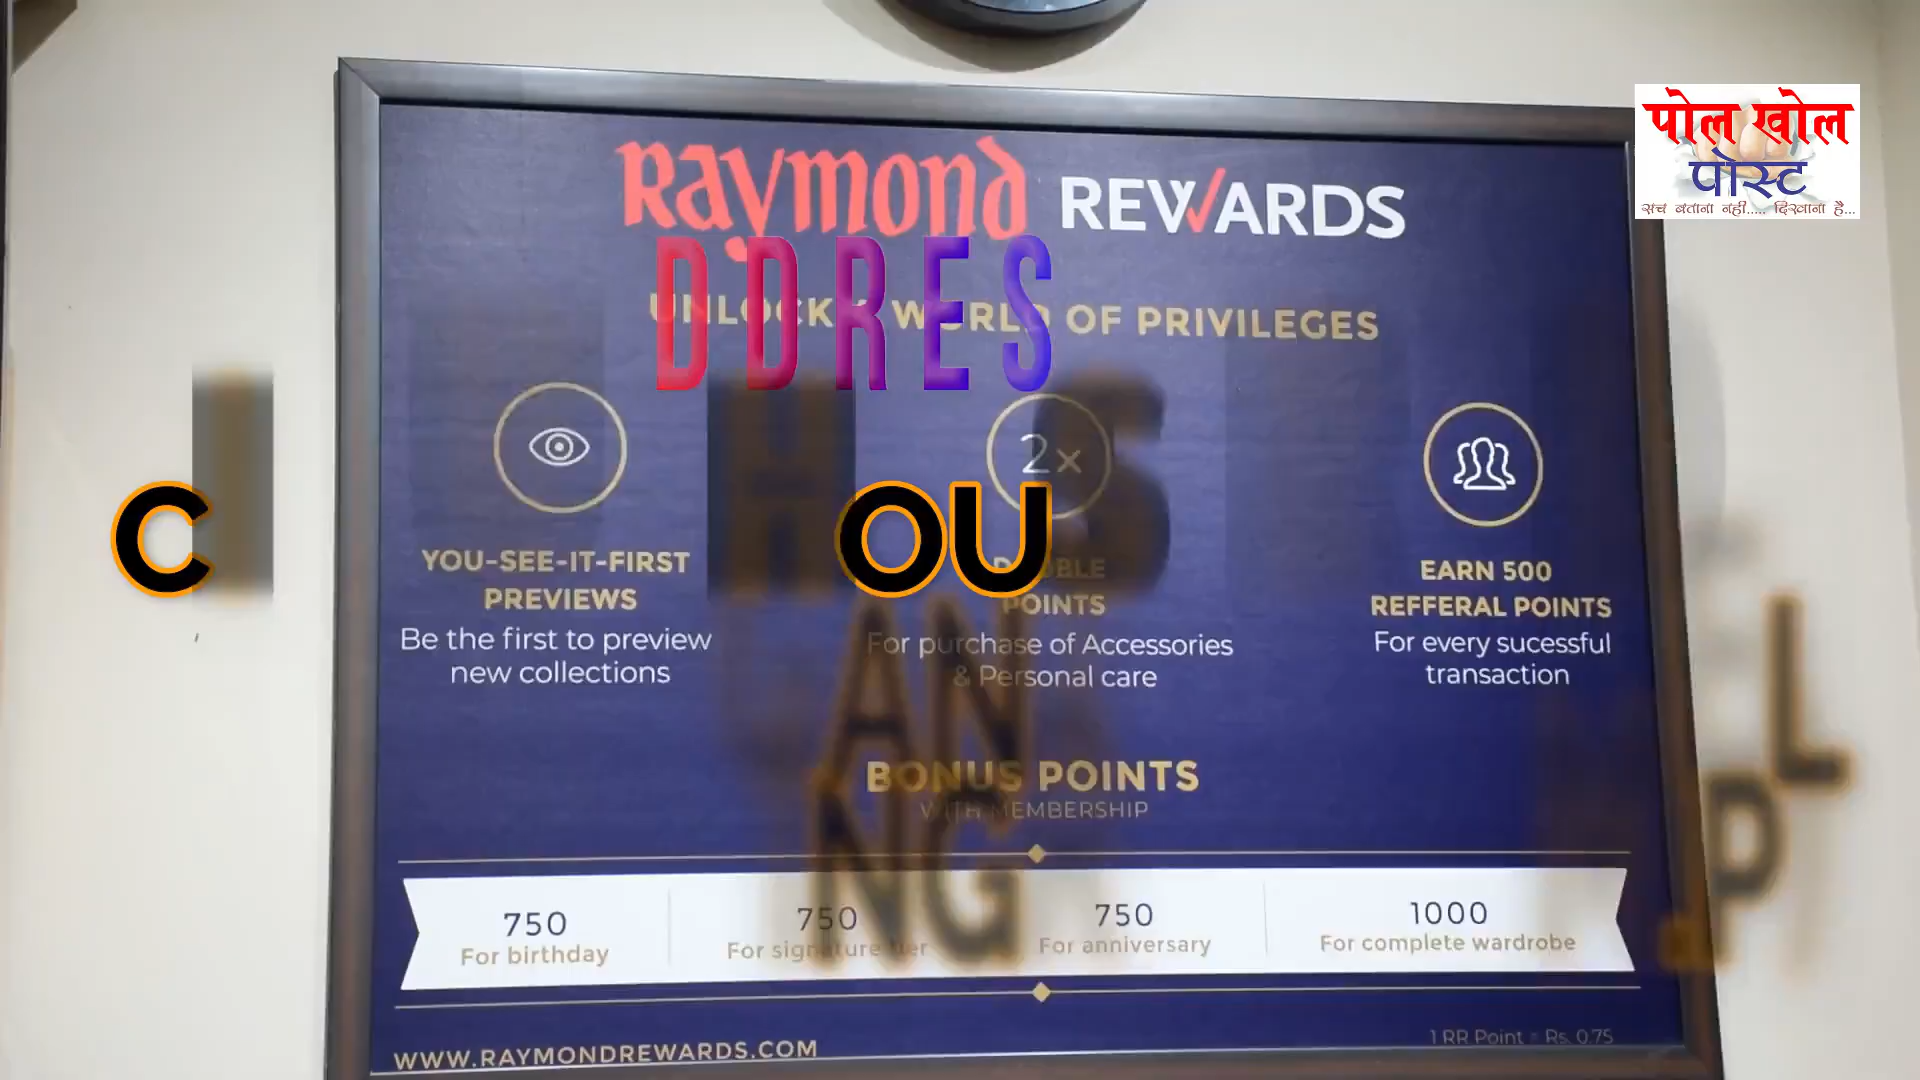 पोल खोल
पोस्ट
सच बताना नहीं..... दिखाना है...
Raymond REWARDS
DDRES
UNLOCK A WORLD OF PRIVILEGES
2x
C
OU
YOU-SEE-IT-FIRST
PREVIEWS
Be the first to preview
new collections
DOUBLE
POINTS
For purchase of Accessories
& Personal care
EARN 500
REFFERAL POINTS
For every sucessful
transaction
BONUS POINTS
WITH MEMBERSHIP
750
For birthday
750
For signature tier
750
For anniversary
1000
For complete wardrobe
WWW.RAYMONDREWARDS.COM
1 RR Point = Rs. 0.75